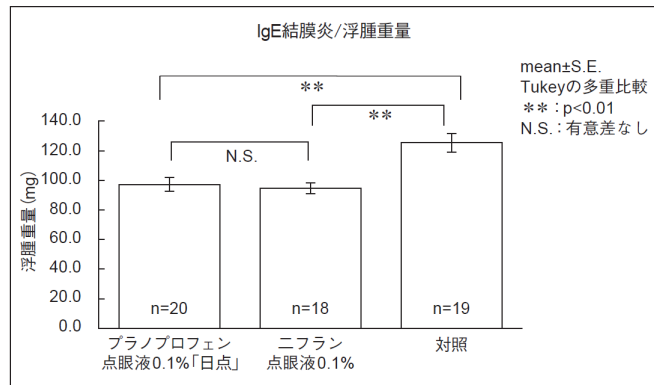 IgE結膜炎/浮腫重量
mean±S.E.
Tukeyの多重比較
＊＊：p<0.01
N.S.：有意差なし
＊＊
＊＊
N.S.
浮腫重量(mg)
140.0
120.0
100.0
80.0
60.0
40.0
20.0
0.0
n=20
n=18
n=19
プラノプロフェン
点眼液0.1%「日点」
ニフラン
点眼液0.1%
対照